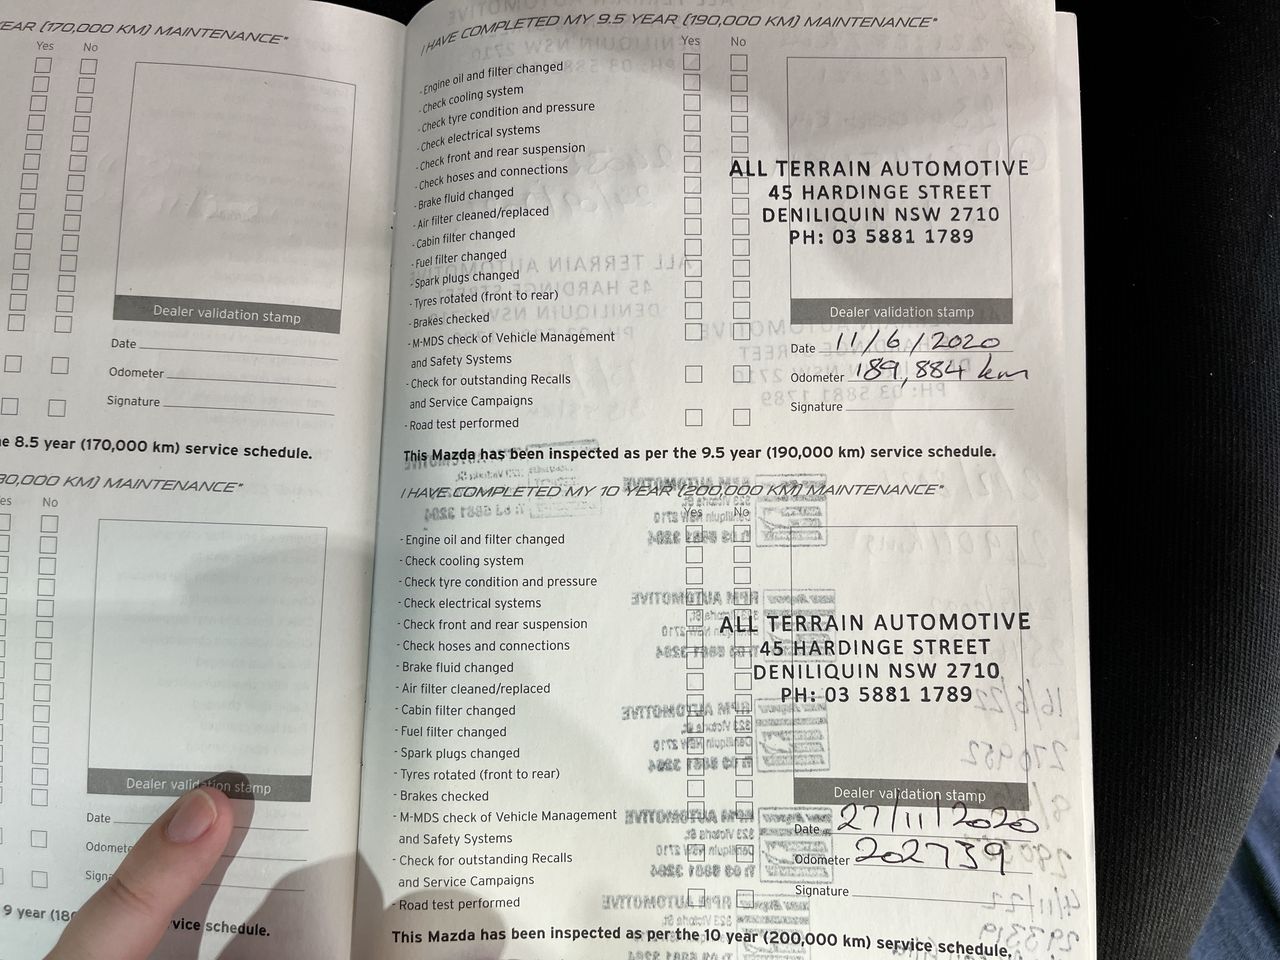 YEAR (170,000 KM) MAINTENANCE*
Yes No
Dealer validation stamp
Date
Odometer
Signature
e 8.5 year (170,000 km) service schedule.
80,000 KM) MAINTENANCE*
es No
Dealer validation stamp
Date
Odome
Signa
9 year (18 vice schedule.
I HAVE COMPLETED MY 9.5 YEAR (190,000 KM) MAINTENANCE*
Yes No
- Engine oil and filter changed
- Check cooling system
- Check tyre condition and pressure
- Check electrical systems
- Check front and rear suspension
- Check hoses and connections
- Brake fluid changed
- Air filter cleaned/replaced
- Cabin filter changed
- Fuel filter changed
- Spark plugs changed
- Tyres rotated (front to rear)
- Brakes checked
- M-MDS check of Vehicle Management
and Safety Systems
- Check for outstanding Recalls
and Service Campaigns
- Road test performed
ALL TERRAIN AUTOMOTIVE
45 HARDINGE STREET
DENILIQUIN NSW 2710
PH: 03 5881 1789
Dealer validation stamp
Date 11/6/2020
Odometer 189,884 km
Signature
This Mazda has been inspected as per the 9.5 year (190,000 km) service schedule.
I HAVE COMPLETED MY 10 YEAR (200,000 KM) MAINTENANCE*
Yes No
- Engine oil and filter changed
- Check cooling system
- Check tyre condition and pressure
- Check electrical systems
- Check front and rear suspension
- Check hoses and connections
- Brake fluid changed
- Air filter cleaned/replaced
- Cabin filter changed
- Fuel filter changed
- Spark plugs changed
- Tyres rotated (front to rear)
- Brakes checked
- M-MDS check of Vehicle Management
and Safety Systems
- Check for outstanding Recalls
and Service Campaigns
- Road test performed
ALL TERRAIN AUTOMOTIVE
45 HARDINGE STREET
DENILIQUIN NSW 2710
PH: 03 5881 1789
Dealer validation stamp
Date 27/11/2020
Odometer 202739
Signature
This Mazda has been inspected as per the 10 year (200,000 km) service schedule.